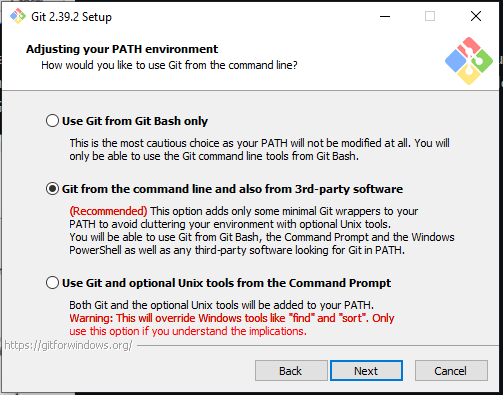 Git 2.39.2 Setup
Adjusting your PATH environment
How would you like to use Git from the command line?
Use Git from Git Bash only
This is the most cautious choice as your PATH will not be modified at all. You will
only be able to use the Git command line tools from Git Bash.
Git from the command line and also from 3rd-party software
(Recommended) This option adds only some minimal Git wrappers to your
PATH to avoid cluttering your environment with optional Unix tools.
You will be able to use Git from Git Bash, the Command Prompt and the Windows
PowerShell as well as any third-party software looking for Git in PATH.
Use Git and optional Unix tools from the Command Prompt
Both Git and the optional Unix tools will be added to your PATH.
Warning: This will override Windows tools like "find" and "sort". Only
use this option if you understand the implications.
https://gitforwindows.org/
Back Next Cancel